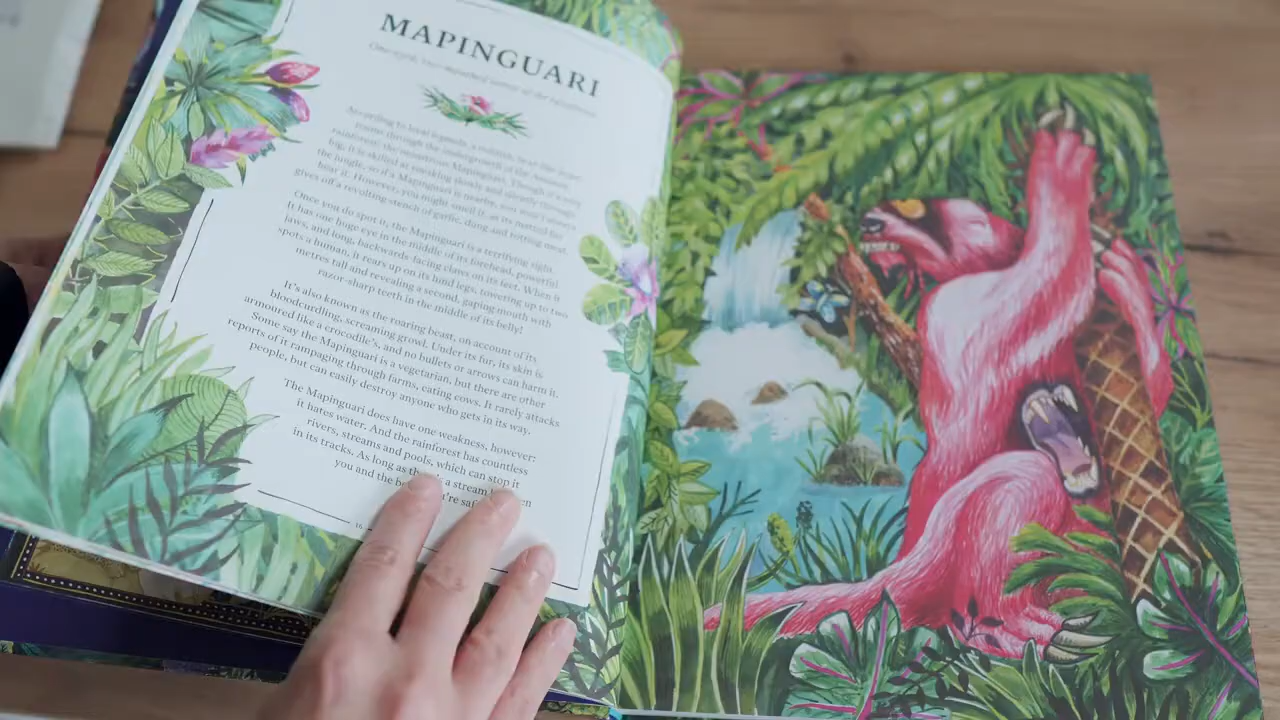 MAPINGUARI
One-eyed, two-mouthed terror of the rainforest
According to local legends, a reddish, bear-like beast
roams through the undergrowth of the Amazon
rainforest: the monstrous Mapinguari. Though it's very
big, it is skilled at sneaking slowly and silently through
the jungle, so if a Mapinguari is nearby, you won't always
hear it. However, you might smell it, as its matted fur
gives off a revolting stench of garlic, dung and rotting meat.
Once you do spot it, the Mapinguari is a terrifying sight.
It has one huge eye in the middle of its forehead, powerful
jaws, and long, backwards-facing claws on its feet. When it
spots a human, it rears up on its hind legs, towering up to two
metres tall and revealing a second, gaping mouth with
razor-sharp teeth in the middle of its belly!
It's also known as the roaring beast, on account of its
bloodcurdling, screaming growl. Under its fur, its skin is
armoured like a crocodile's, and no bullets or arrows can harm it.
Some say the Mapinguari is a vegetarian, but there are other
reports of it rampaging through farms, eating cows. It rarely attacks
people, but can easily destroy anyone who gets in its way.
The Mapinguari does have one weakness, however:
it hates water. And the rainforest has countless
rivers, streams and pools, which can stop it
in its tracks. As long as a stream
you and the
16